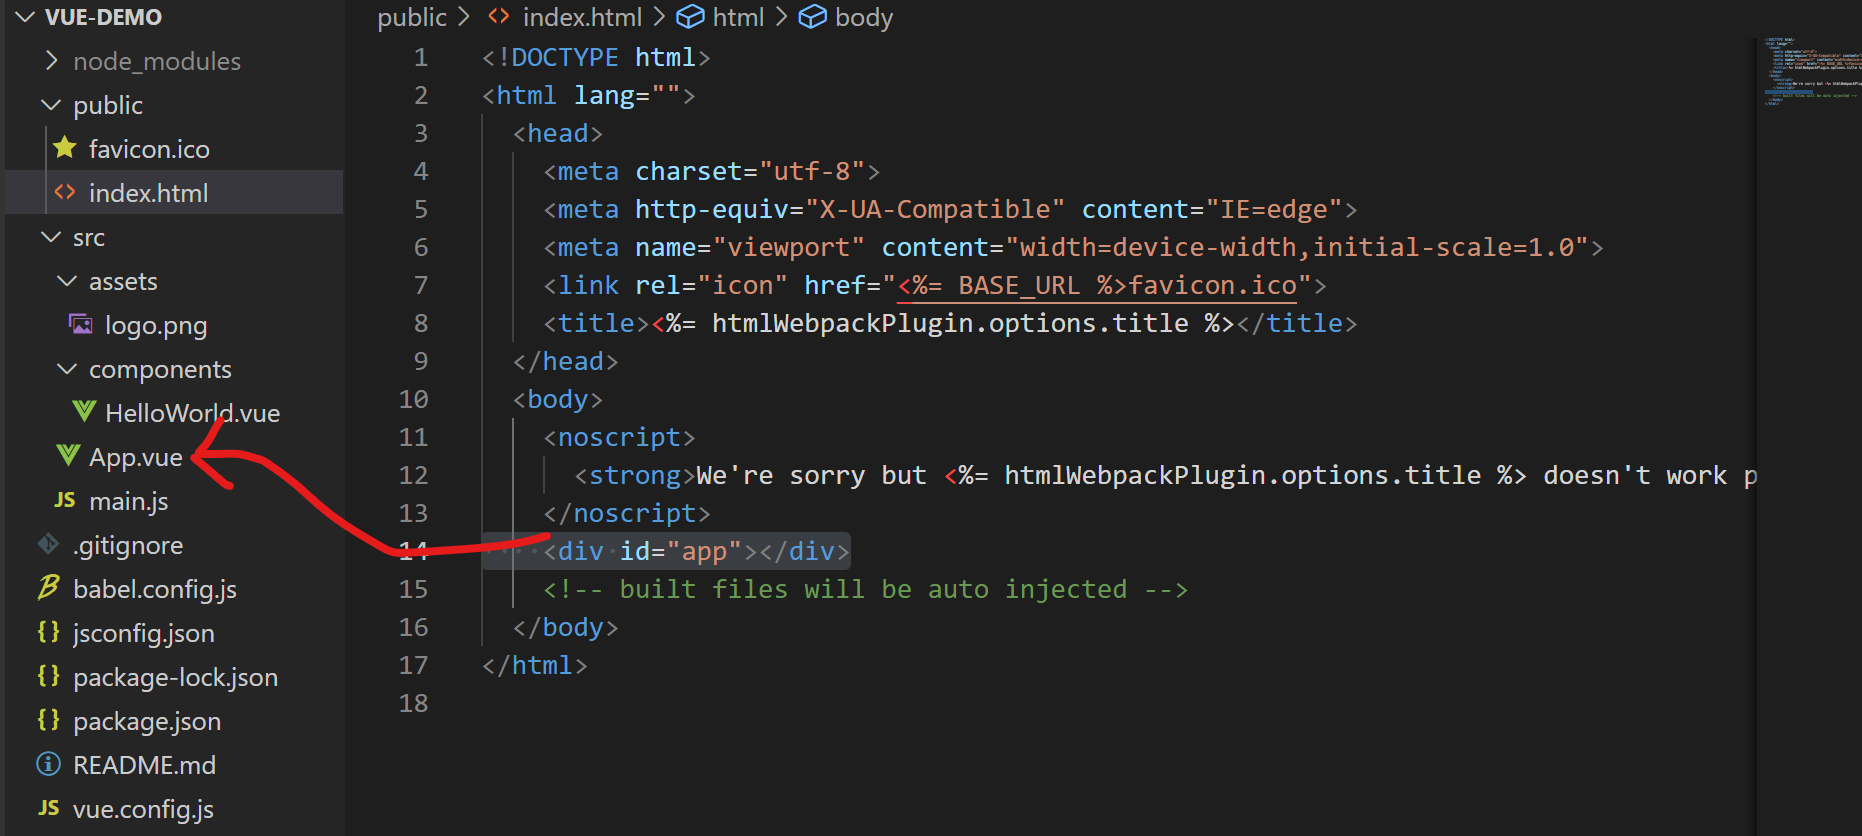 VUE-DEMO
node_modules
public
favicon.ico
index.html
src
assets
logo.png
components
HelloWorld.vue
App.vue
JS main.js
.gitignore
babel.config.js
{} jsconfig.json
{} package-lock.json
{} package.json
README.md
JS vue.config.js
public > <> index.html > html > body
1 <!DOCTYPE html>
2 <html lang="">
3 <head>
4 <meta charset="utf-8">
5 <meta http-equiv="X-UA-Compatible" content="IE=edge">
6 <meta name="viewport" content="width=device-width,initial-scale=1.0">
7 <link rel="icon" href="<%= BASE_URL %>favicon.ico">
8 <title><%= htmlWebpackPlugin.options.title %></title>
9 </head>
10 <body>
11 <noscript>
12 <strong>We're sorry but <%= htmlWebpackPlugin.options.title %> doesn't work p
13 </noscript>
14 <div id="app"></div>
15 <!-- built files will be auto injected -->
16 </body>
17 </html>
18